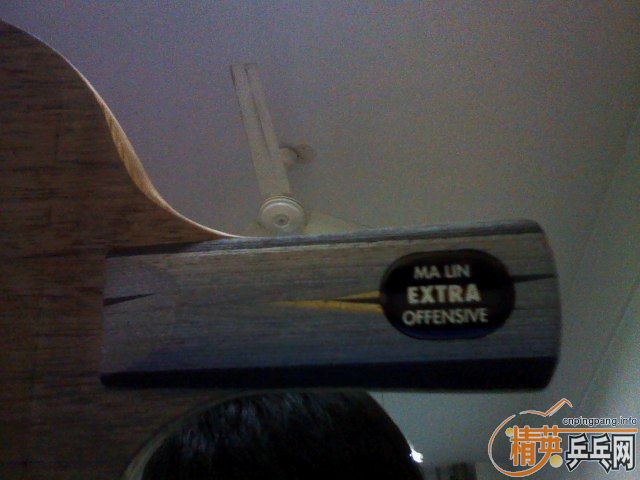 MA LIN
EXTRA
OFFENSIVE
cnpingpang.info
精英乒乓网